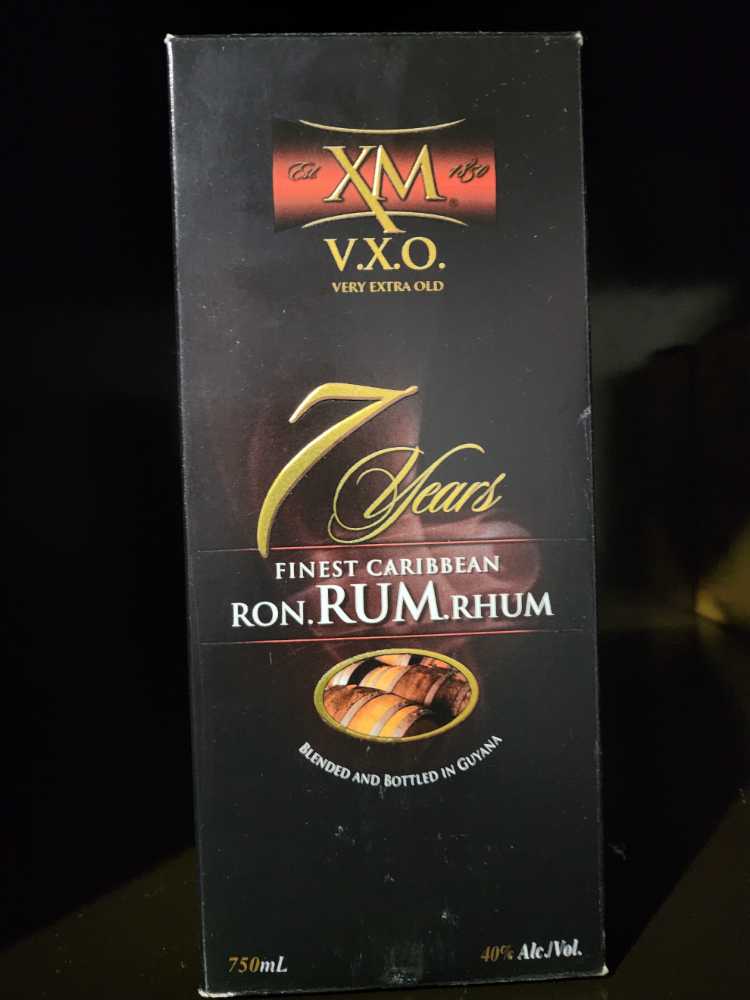 Est. XM® 1850
V.X.O.
VERY EXTRA OLD
7 Years
FINEST CARIBBEAN
RON.RUM.RHUM
BLENDED AND BOTTLED IN GUYANA
750mL 40% Alc./Vol.